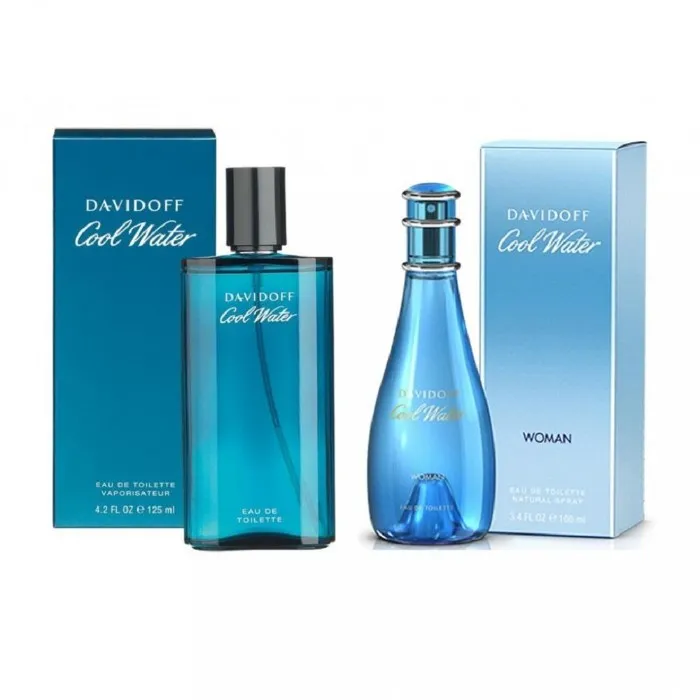 DAVIDOFF
Cool Water
EAU DE TOILETTE
VAPORISATEUR
4.2 FL OZ ℮ 125 ml
DAVIDOFF
Cool Water
EAU DE
TOILETTE
DAVIDOFF
Cool Water
WOMAN
EAU DE TOILETTE
DAVIDOFF
Cool Water
WOMAN
EAU DE TOILETTE
NATURAL SPRAY
3.4 FL OZ ℮ 100 ml